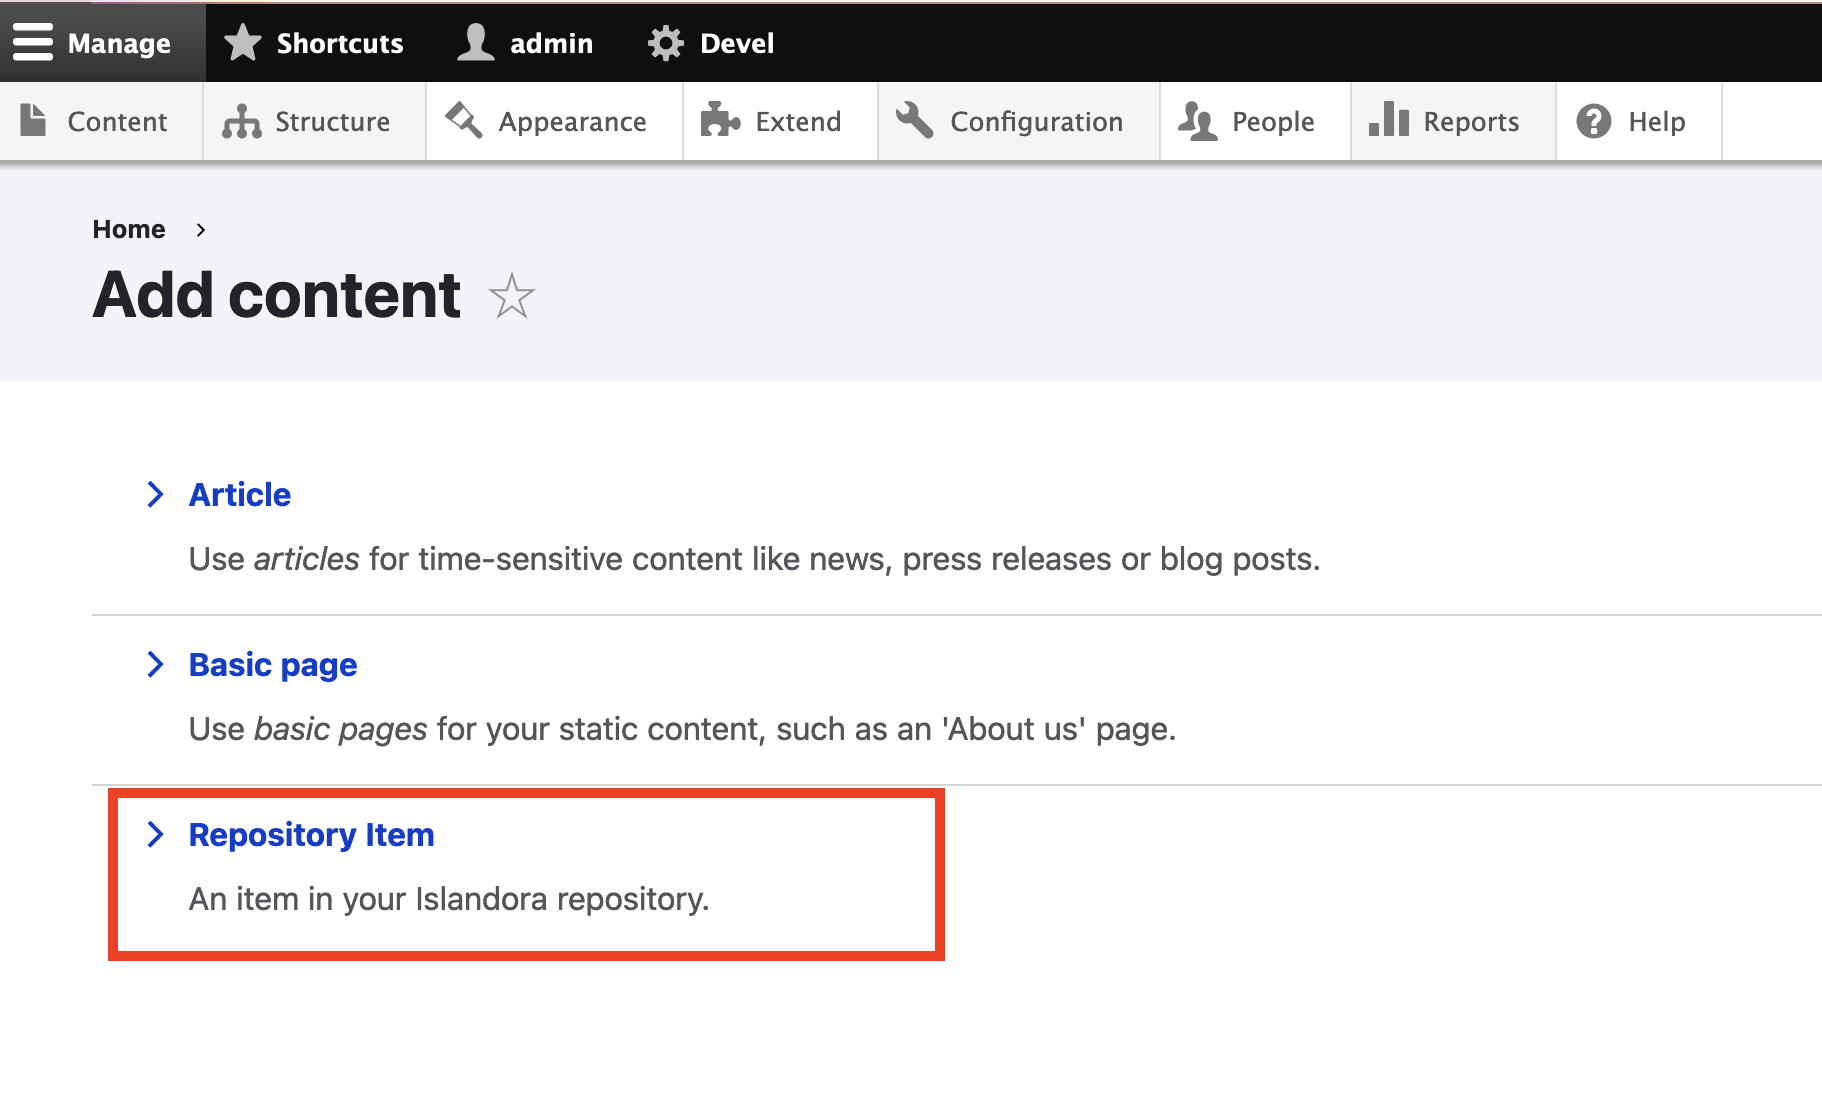 Manage Shortcuts admin Devel
Content Structure Appearance Extend Configuration People Reports Help
Home
Add content
Article
Use articles for time-sensitive content like news, press releases or blog posts.
Basic page
Use basic pages for your static content, such as an 'About us' page.
Repository Item
An item in your Islandora repository.